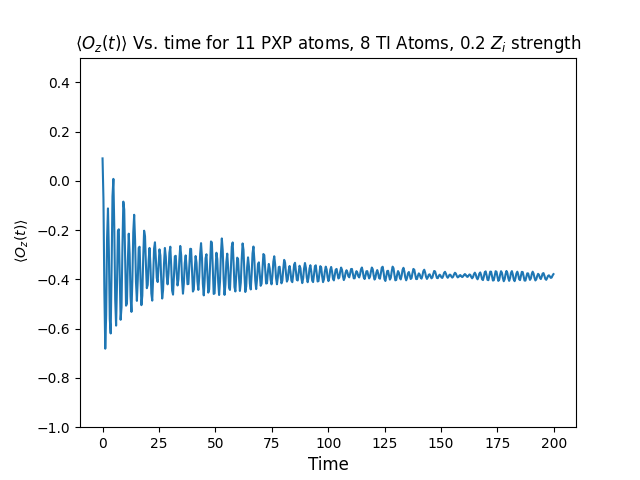 ⟨O_z(t)⟩ Vs. time for 11 PXP atoms, 8 TI Atoms, 0.2 Z_i strength
0.4
0.2
0.0
−0.2
−0.4
−0.6
−0.8
−1.0
⟨O_z(t)⟩
0 25 50 75 100 125 150 175 200
Time